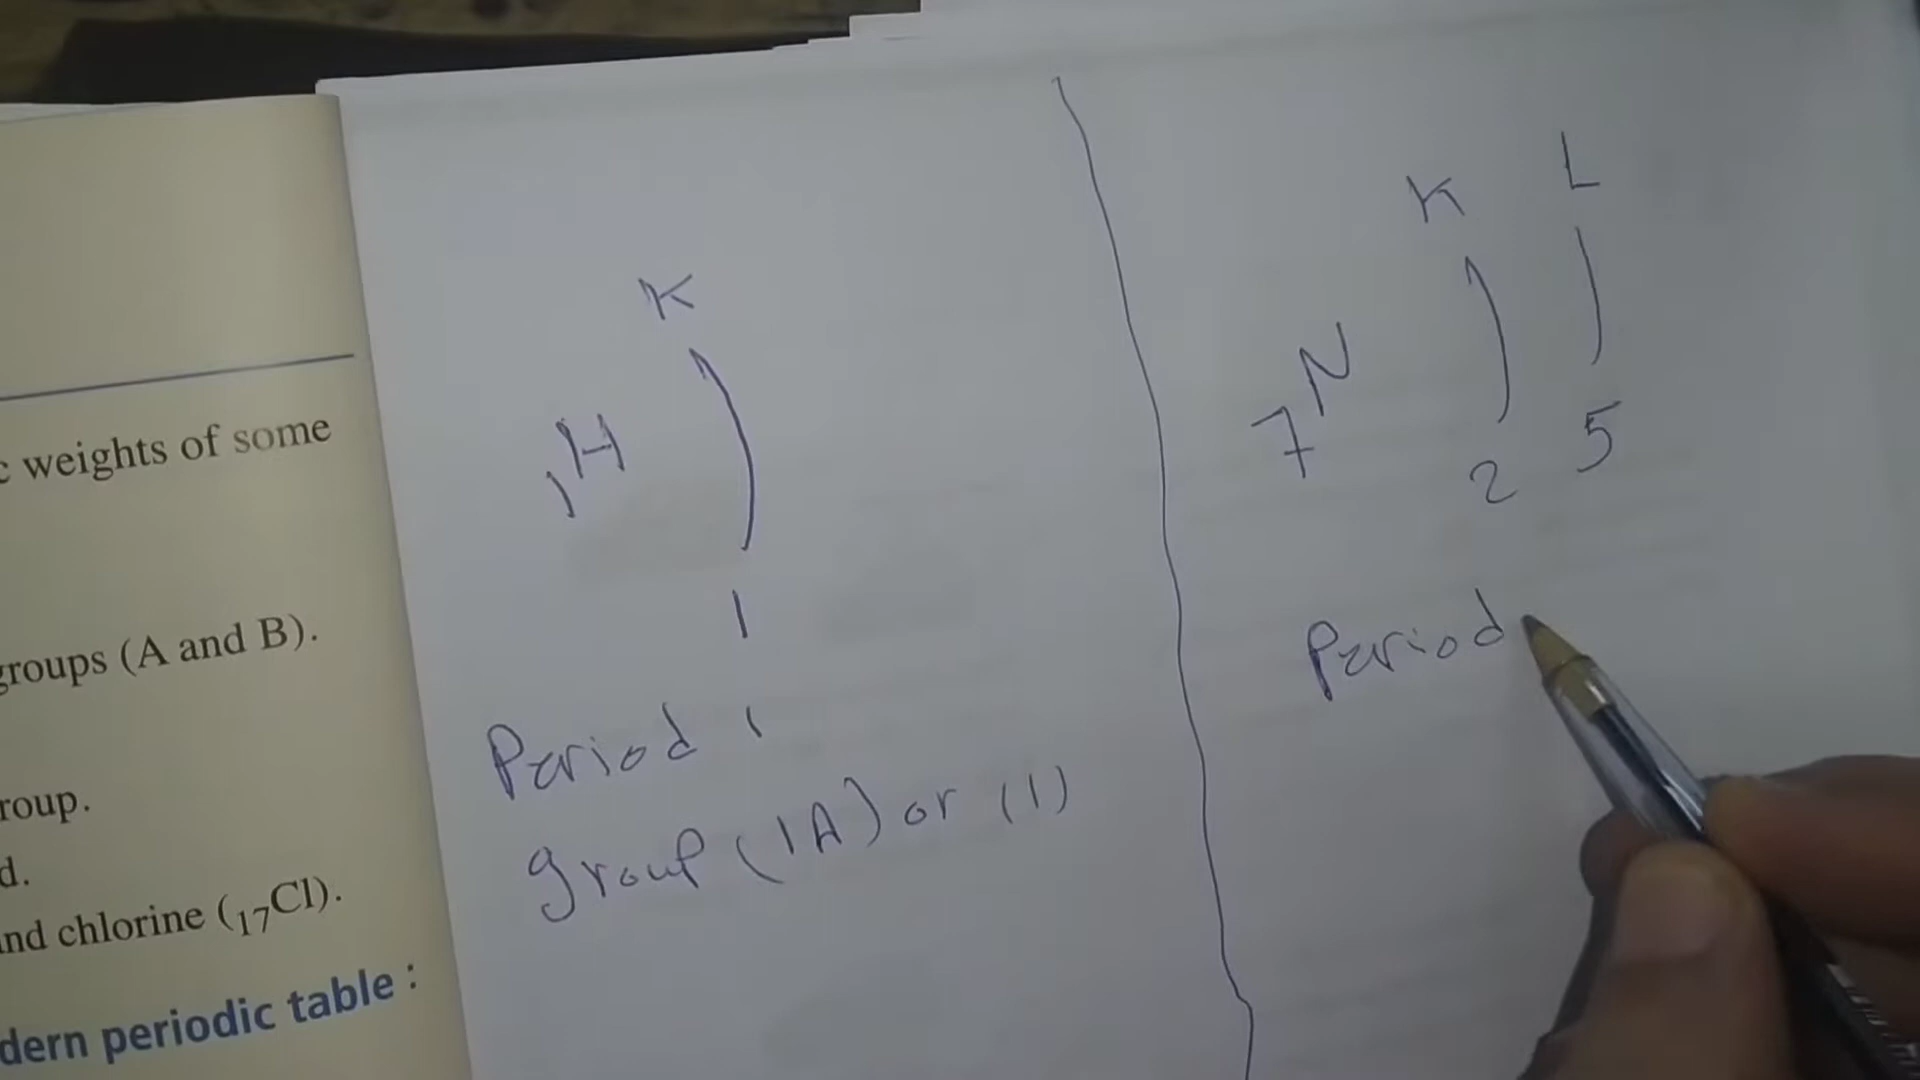 c weights of some
groups (A and B).
roup.
d.
and chlorine (₁₇Cl).
dern periodic table :
K
₁H
1
Period 1
group (1A) or (1)
K L
₇N
2 5
Period